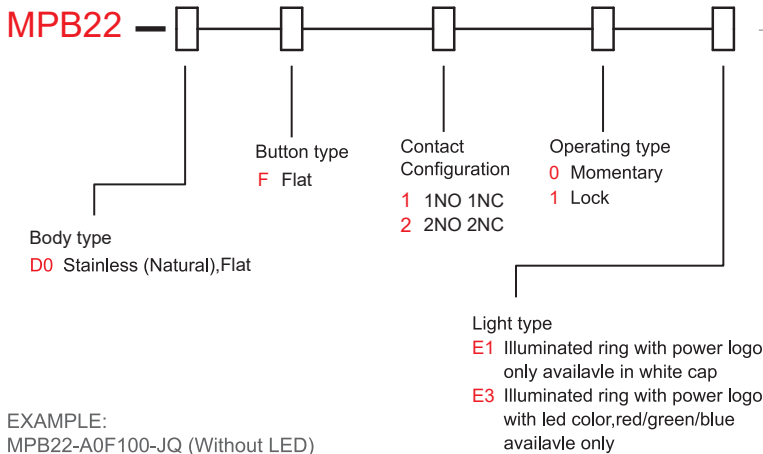 MPB22 —
Button type
F Flat
Contact
Configuration
1 1NO 1NC
2 2NO 2NC
Operating type
0 Momentary
1 Lock
Body type
D0 Stainless (Natural),Flat
Light type
E1 Illuminated ring with power logo
only availavle in white cap
E3 Illuminated ring with power logo
with led color,red/green/blue
availavle only
EXAMPLE:
MPB22-A0F100-JQ (Without LED)